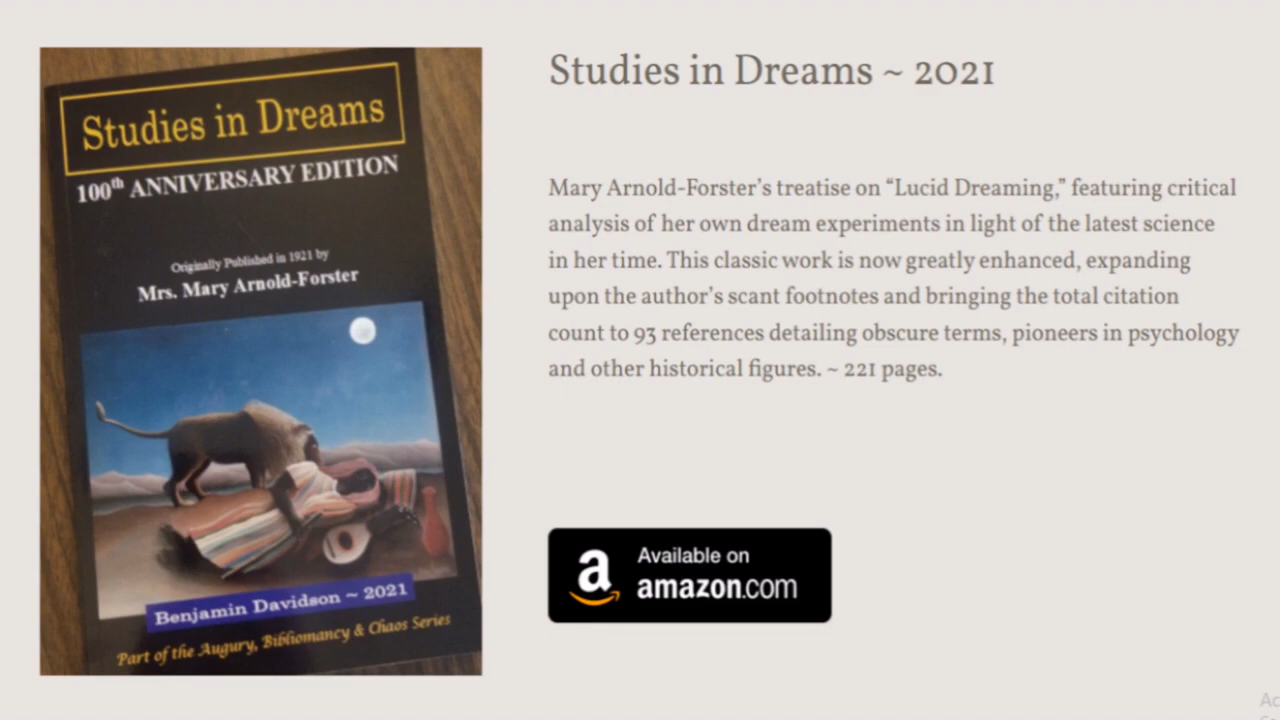 Studies in Dreams
100th ANNIVERSARY EDITION
Originally Published in 1921 by
Mrs. Mary Arnold-Forster
Benjamin Davidson ~ 2021
Part of the Augury, Bibliomancy & Chaos Series
Studies in Dreams ~ 2021
Mary Arnold-Forster’s treatise on “Lucid Dreaming,” featuring critical
analysis of her own dream experiments in light of the latest science
in her time. This classic work is now greatly enhanced, expanding
upon the author’s scant footnotes and bringing the total citation
count to 93 references detailing obscure terms, pioneers in psychology
and other historical figures. ~ 221 pages.
a
Available on
amazon.com